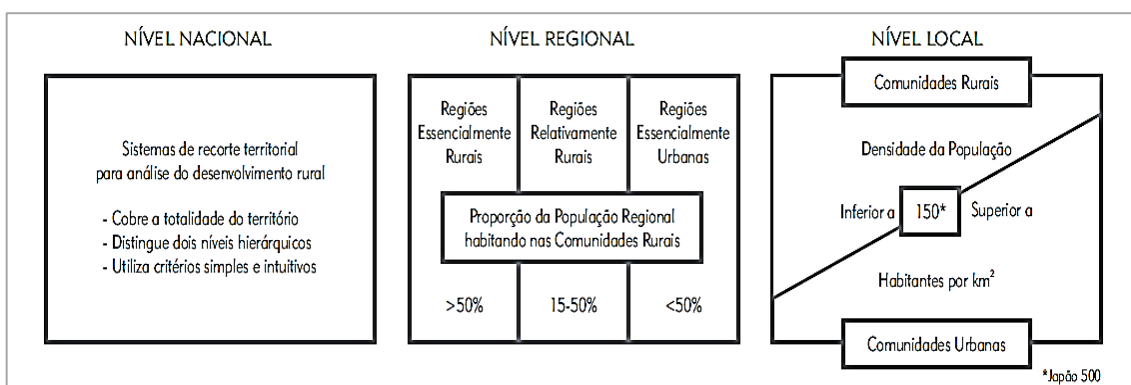 NÍVEL NACIONAL
Sistemas de recorte territorial
para análise do desenvolvimento rural
- Cobre a totalidade do território
- Distingue dois níveis hierárquicos
- Utiliza critérios simples e intuitivos
NÍVEL REGIONAL
Regiões
Essencialmente
Rurais
Regiões
Relativamente
Rurais
Regiões
Essencialmente
Urbanas
Proporção da População Regional
habitando nas Comunidades Rurais
>50%
15-50%
<50%
NÍVEL LOCAL
Comunidades Rurais
Densidade da População
Inferior a 150* Superior a
Habitantes por km²
Comunidades Urbanas
*Japão 500